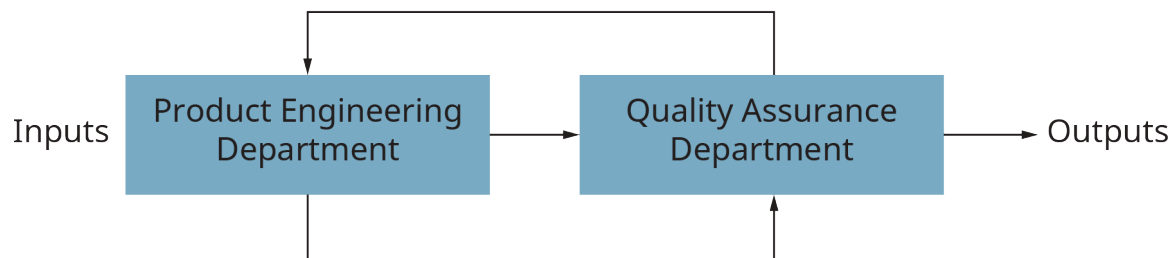 Inputs
Product Engineering
Department
Quality Assurance
Department
Outputs